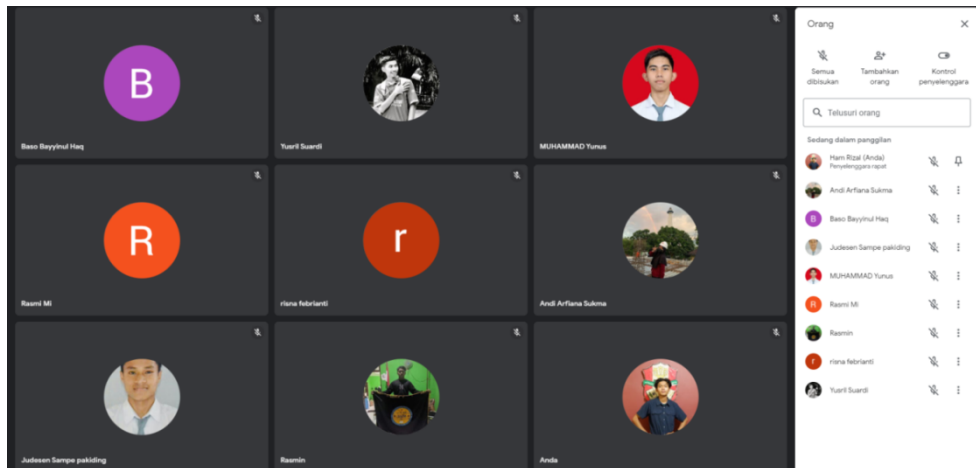 B
Baso Bayyinul Haq
Yusril Suardi
MUHAMMAD Yunus
R
Rasmi Mi
r
risna febrianti
Andi Arfiana Sukma
Judesen Sampe pakiding
Rasmin
Anda
Orang
Semua dibisukan
Tambahkan orang
Kontrol penyelenggara
Telusuri orang
Sedang dalam panggilan
Ham Rizal (Anda)
Penyelenggara rapat
Andi Arfiana Sukma
B
Baso Bayyinul Haq
Judesen Sampe pakiding
MUHAMMAD Yunus
R
Rasmi Mi
Rasmin
r
risna febrianti
Yusril Suardi